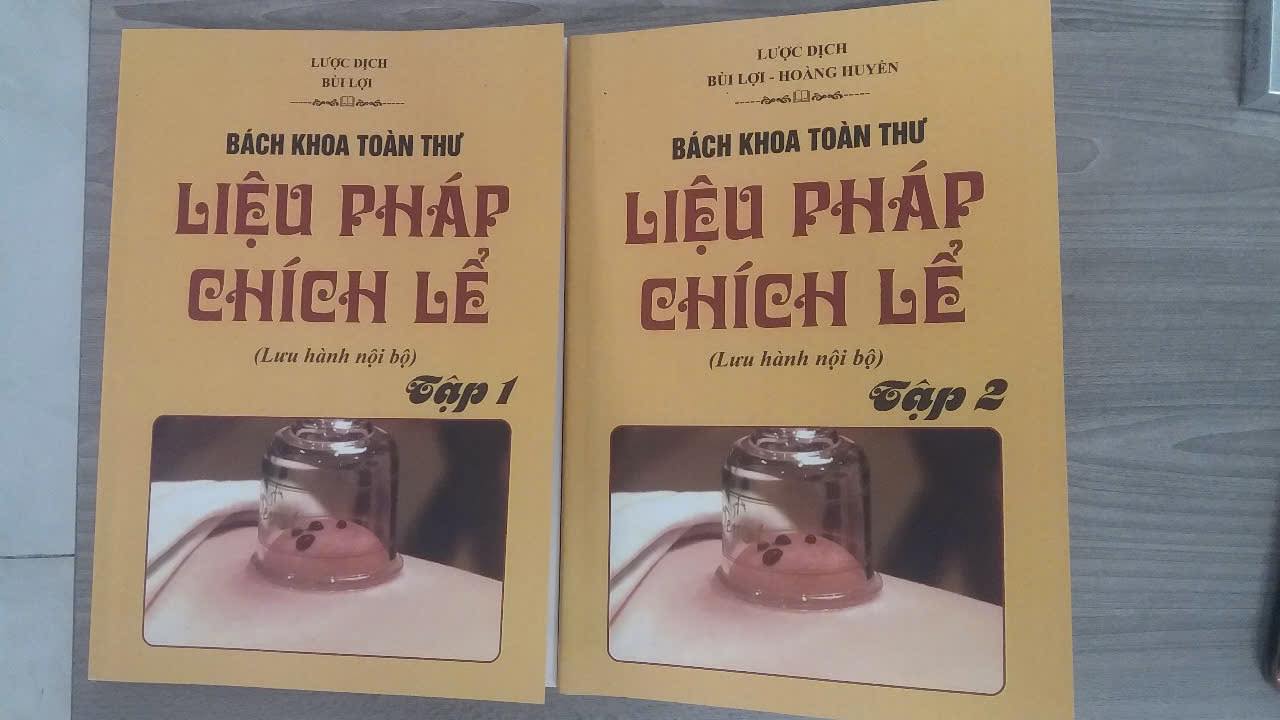 LƯỢC DỊCH
BÙI LỢI
BÁCH KHOA TOÀN THƯ
LIỆU PHÁP
CHÍCH LỂ
(Lưu hành nội bộ)
Tập 1
LƯỢC DỊCH
BÙI LỢI - HOÀNG HUYÊN
BÁCH KHOA TOÀN THƯ
LIỆU PHÁP
CHÍCH LỂ
(Lưu hành nội bộ)
Tập 2